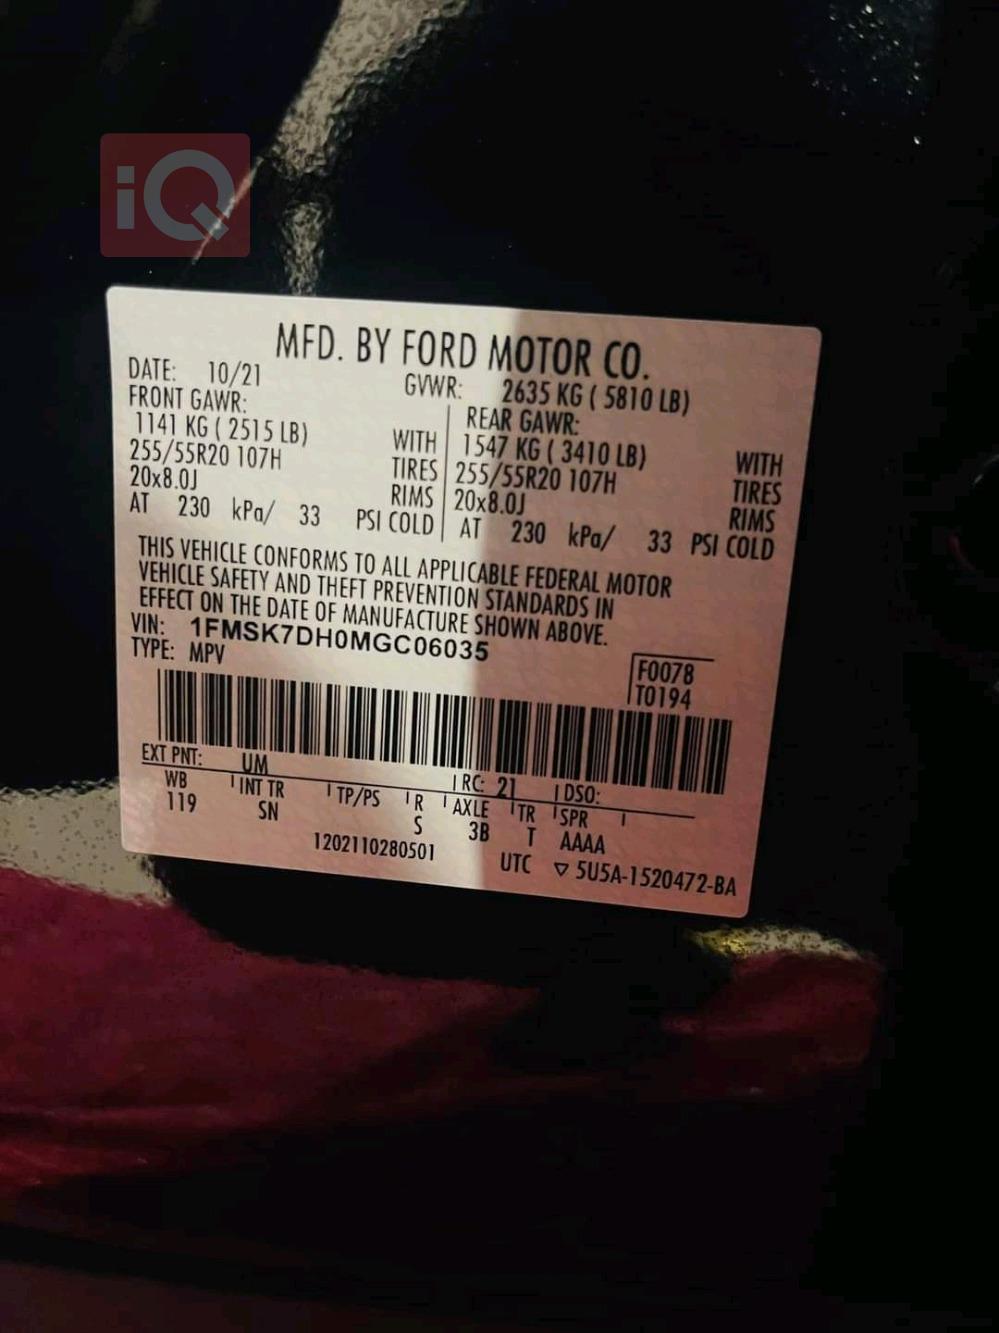 iQ
MFD. BY FORD MOTOR CO.
DATE: 10/21 GVWR: 2635 KG ( 5810 LB)
FRONT GAWR: REAR GAWR:
1141 KG ( 2515 LB) WITH 1547 KG ( 3410 LB) WITH
255/55R20 107H TIRES 255/55R20 107H TIRES
20x8.0J RIMS 20x8.0J RIMS
AT 230 kPa/ 33 PSI COLD AT 230 kPa/ 33 PSI COLD
THIS VEHICLE CONFORMS TO ALL APPLICABLE FEDERAL MOTOR
VEHICLE SAFETY AND THEFT PREVENTION STANDARDS IN
EFFECT ON THE DATE OF MANUFACTURE SHOWN ABOVE.
VIN: 1FMSK7DH0MGC06035
TYPE: MPV F0078
T0194
EXT PNT: UM RC: 21 DSO:
WB INT TR TP/PS R AXLE TR SPR
119 SN S 3B T AAAA
1202110280501 UTC ▽ 5U5A-1520472-BA